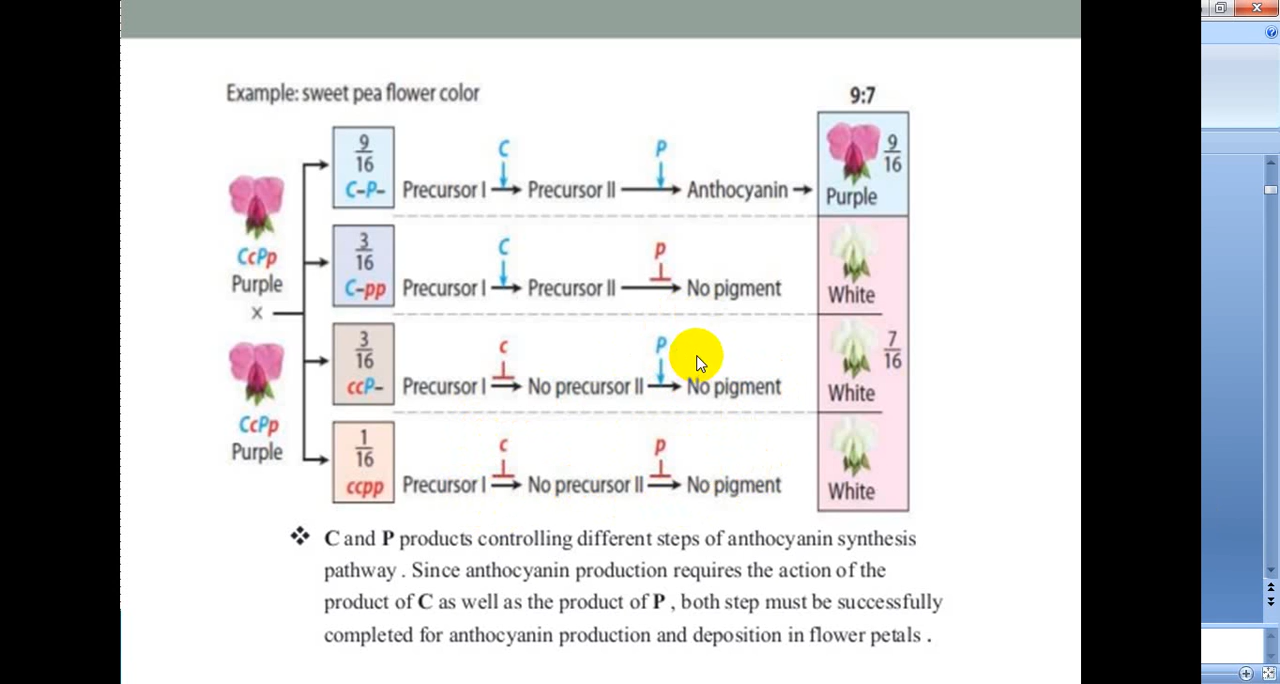 Example: sweet pea flower color
9:7
9
16
C–P–
Precursor I C Precursor II P Anthocyanin
9
16
Purple
CcPp
Purple
3
16
C–pp
Precursor I C Precursor II p No pigment
White
x
3
16
ccP–
Precursor I c No precursor II P No pigment
7
16
White
CcPp
Purple
1
16
ccpp
Precursor I c No precursor II p No pigment
White
C and P products controlling different steps of anthocyanin synthesis
pathway . Since anthocyanin production requires the action of the
product of C as well as the product of P , both step must be successfully
completed for anthocyanin production and deposition in flower petals .